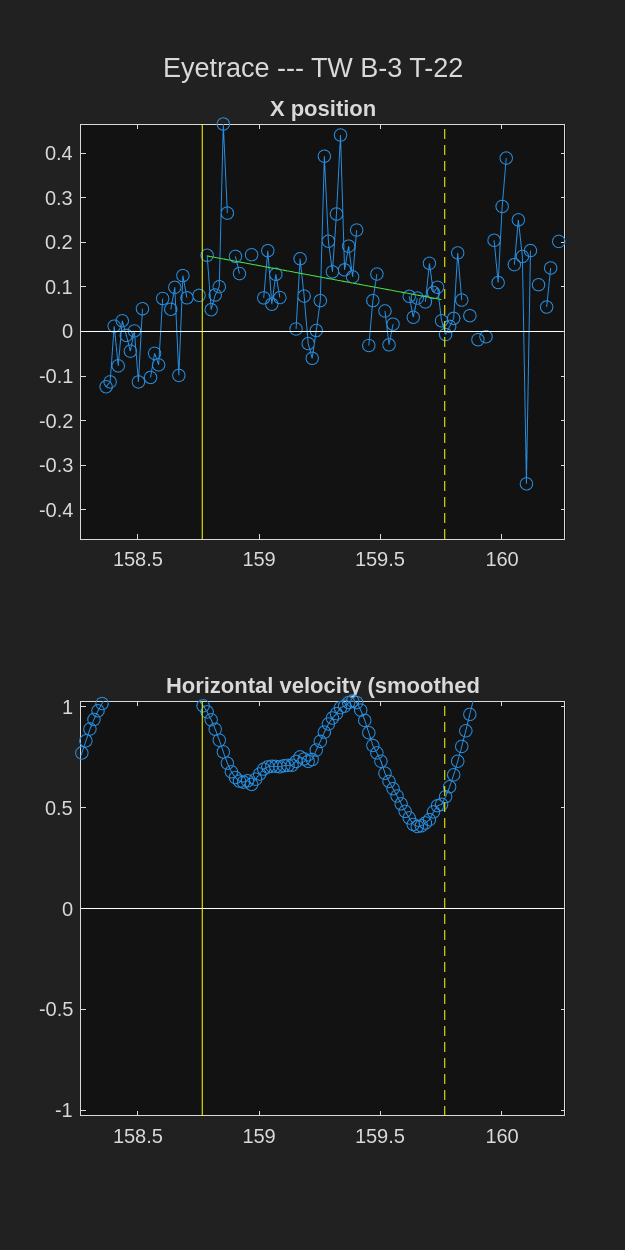 Eyetrace --- TW B-3 T-22
X position
0.4
0.3
0.2
0.1
0
-0.1
-0.2
-0.3
-0.4
158.5 159 159.5 160
Horizontal velocity (smoothed
1
0.5
0
-0.5
-1
158.5 159 159.5 160